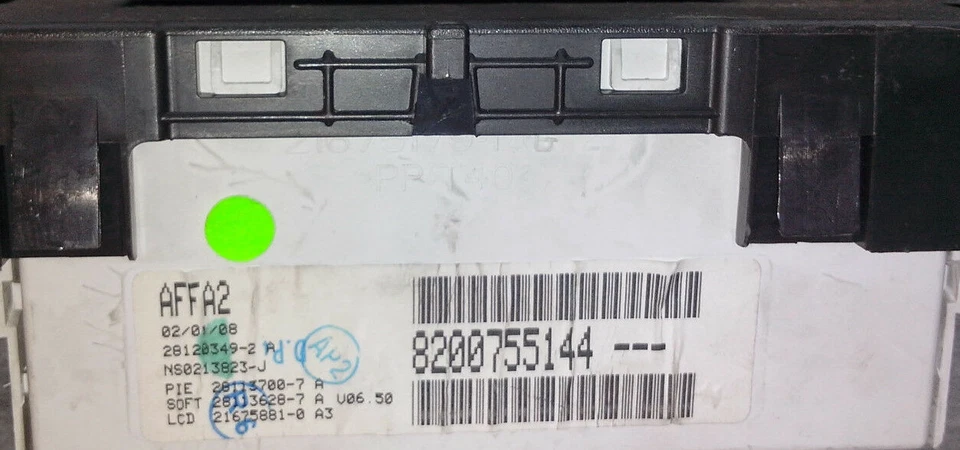 AFFA2
02/01/08
28120349-2 A
NS0213823-J
PIE 28113700-7 A
SOFT 28113628-7 A V06.50
LCD 21675881-0 A3
8200755144 ---
AP2